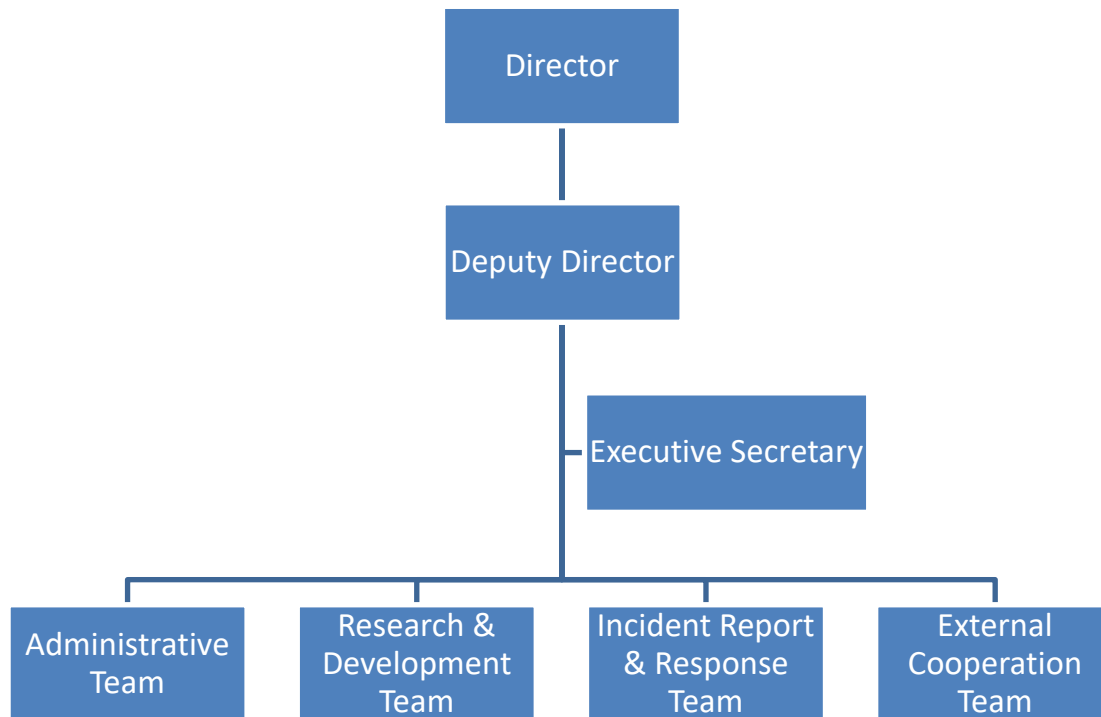 Director
Deputy Director
Executive Secretary
Administrative
Team
Research &
Development
Team
Incident Report
& Response
Team
External
Cooperation
Team